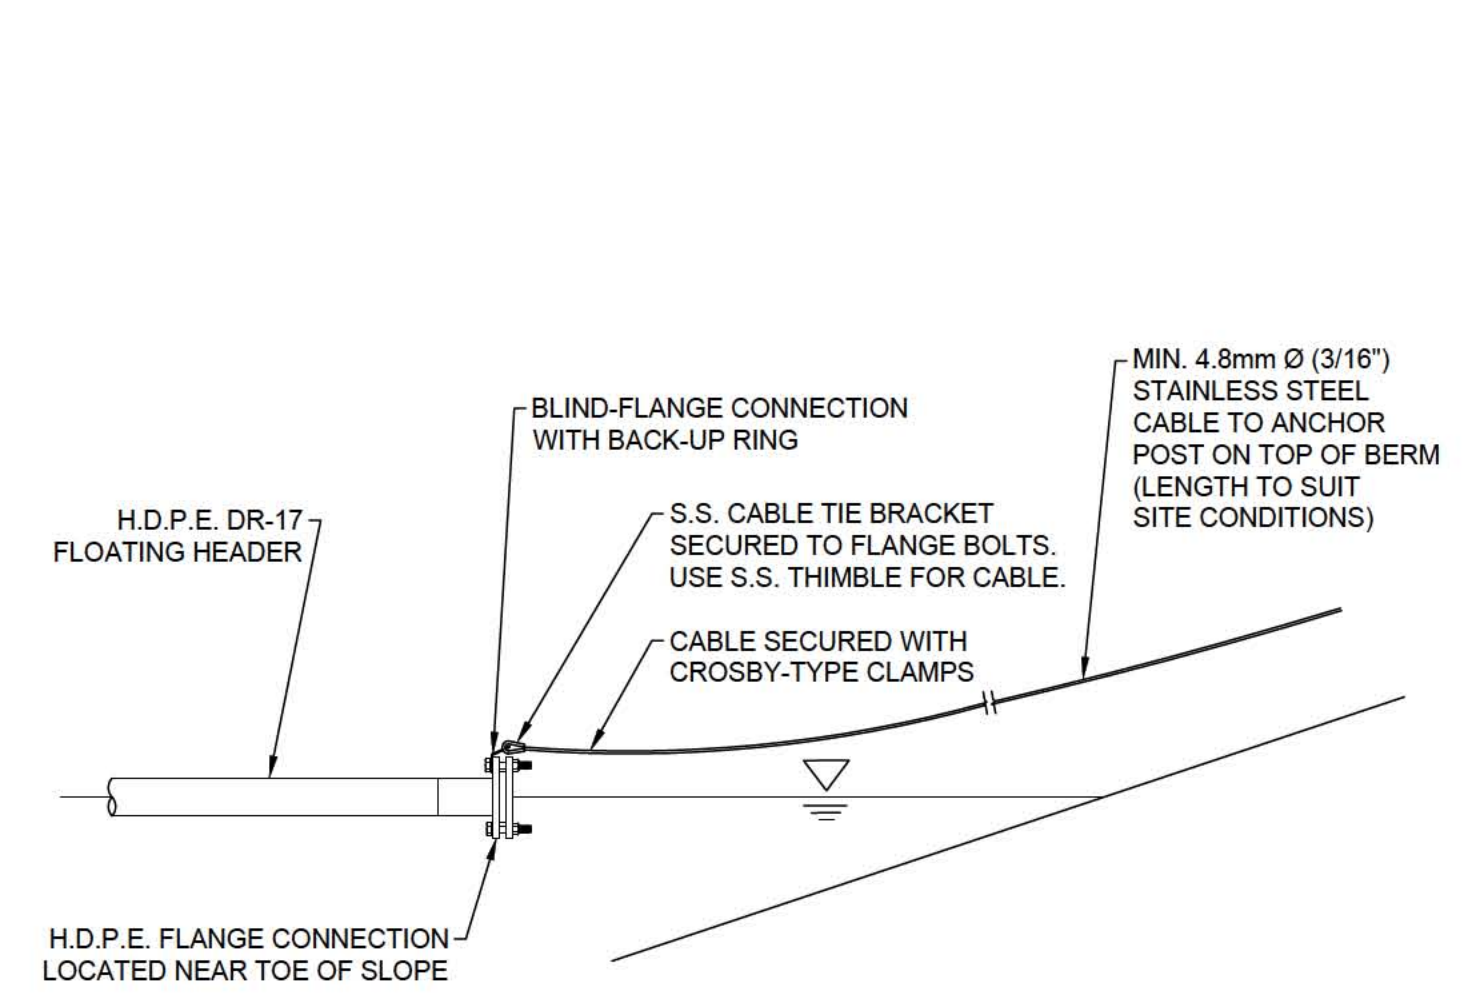 MIN. 4.8mm Ø (3/16")
STAINLESS STEEL
CABLE TO ANCHOR
POST ON TOP OF BERM
(LENGTH TO SUIT
SITE CONDITIONS)
BLIND-FLANGE CONNECTION
WITH BACK-UP RING
H.D.P.E. DR-17
FLOATING HEADER
S.S. CABLE TIE BRACKET
SECURED TO FLANGE BOLTS.
USE S.S. THIMBLE FOR CABLE.
CABLE SECURED WITH
CROSBY-TYPE CLAMPS
H.D.P.E. FLANGE CONNECTION
LOCATED NEAR TOE OF SLOPE